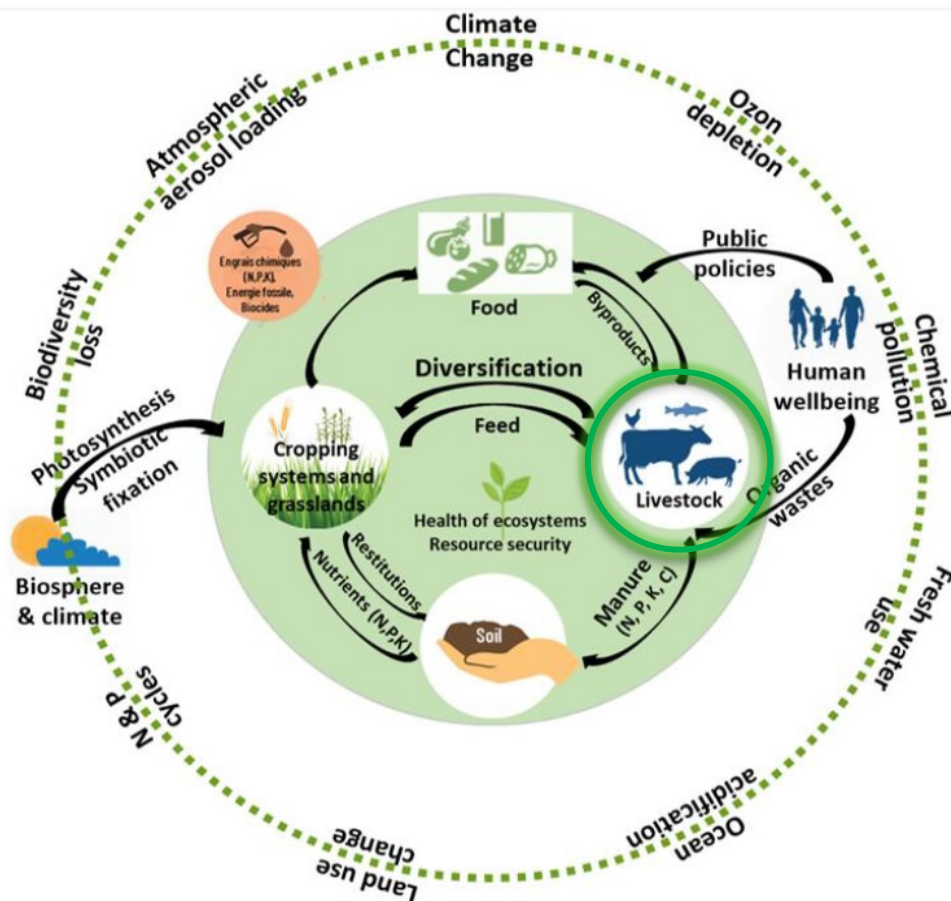 Climate
Change
Ozon
depletion
Atmospheric
aerosol loading
Engrais chimiques
(N,P,K),
Energie fossile,
Biocides
Food
Byproducts
Public
policies
Human
wellbeing
Chemical
pollution
Biodiversity
loss
Photosynthesis
Symbiotic
fixation
Diversification
Feed
Cropping
systems and
grasslands
Livestock
Organic
wastes
Health of ecosystems
Resource security
Biosphere
& climate
Restitutions
Nutrients (N,P,K)
Soil
Manure
(N, P, K, C)
Fresh water
use
N & P
cycles
Land use
change
Ocean
acidification